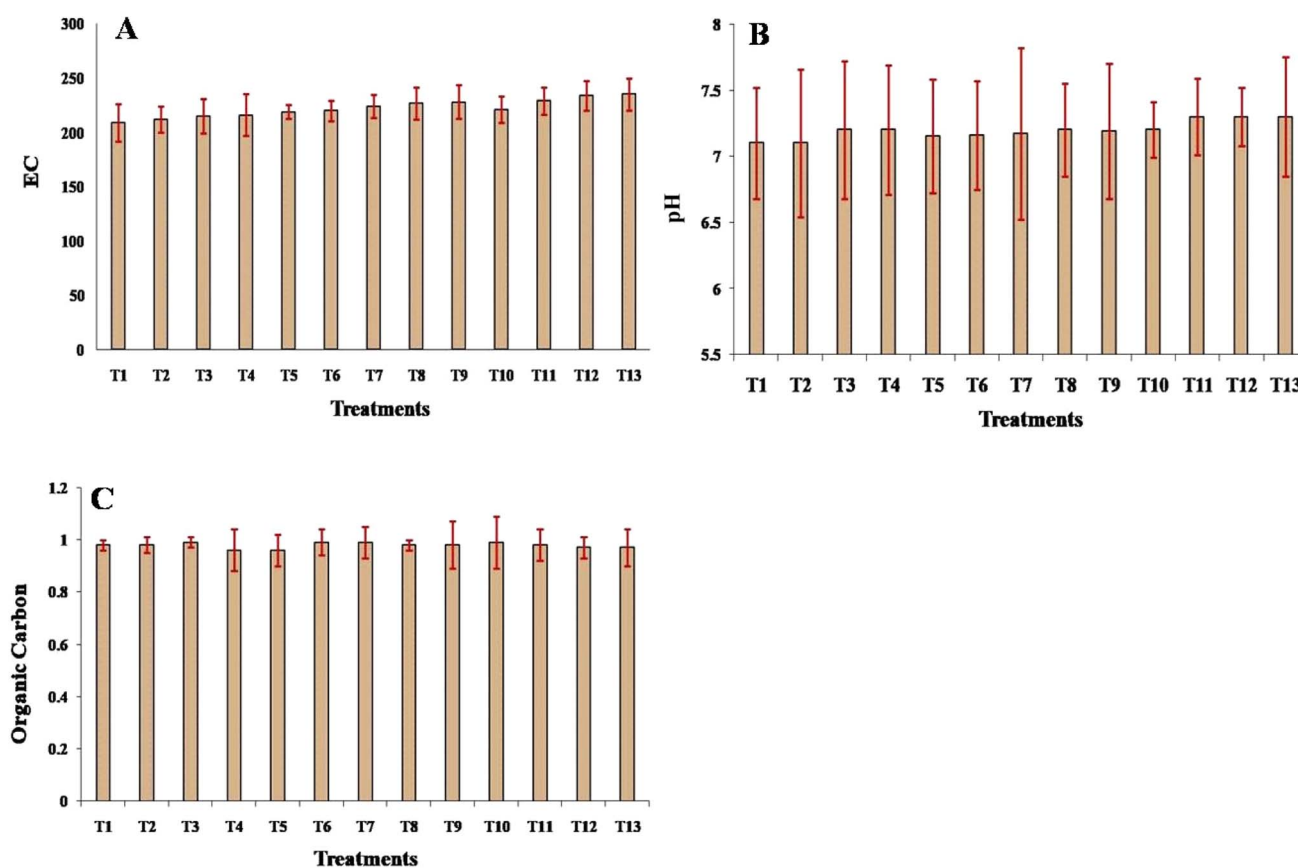 A
300
250
200
150
100
50
0
EC
T1 T2 T3 T4 T5 T6 T7 T8 T9 T10 T11 T12 T13
Treatments
B
8
7.5
7
6.5
6
5.5
pH
T1 T2 T3 T4 T5 T6 T7 T8 T9 T10 T11 T12 T13
Treatments
C
1.2
1
0.8
0.6
0.4
0.2
0
Organic Carbon
T1 T2 T3 T4 T5 T6 T7 T8 T9 T10 T11 T12 T13
Treatments